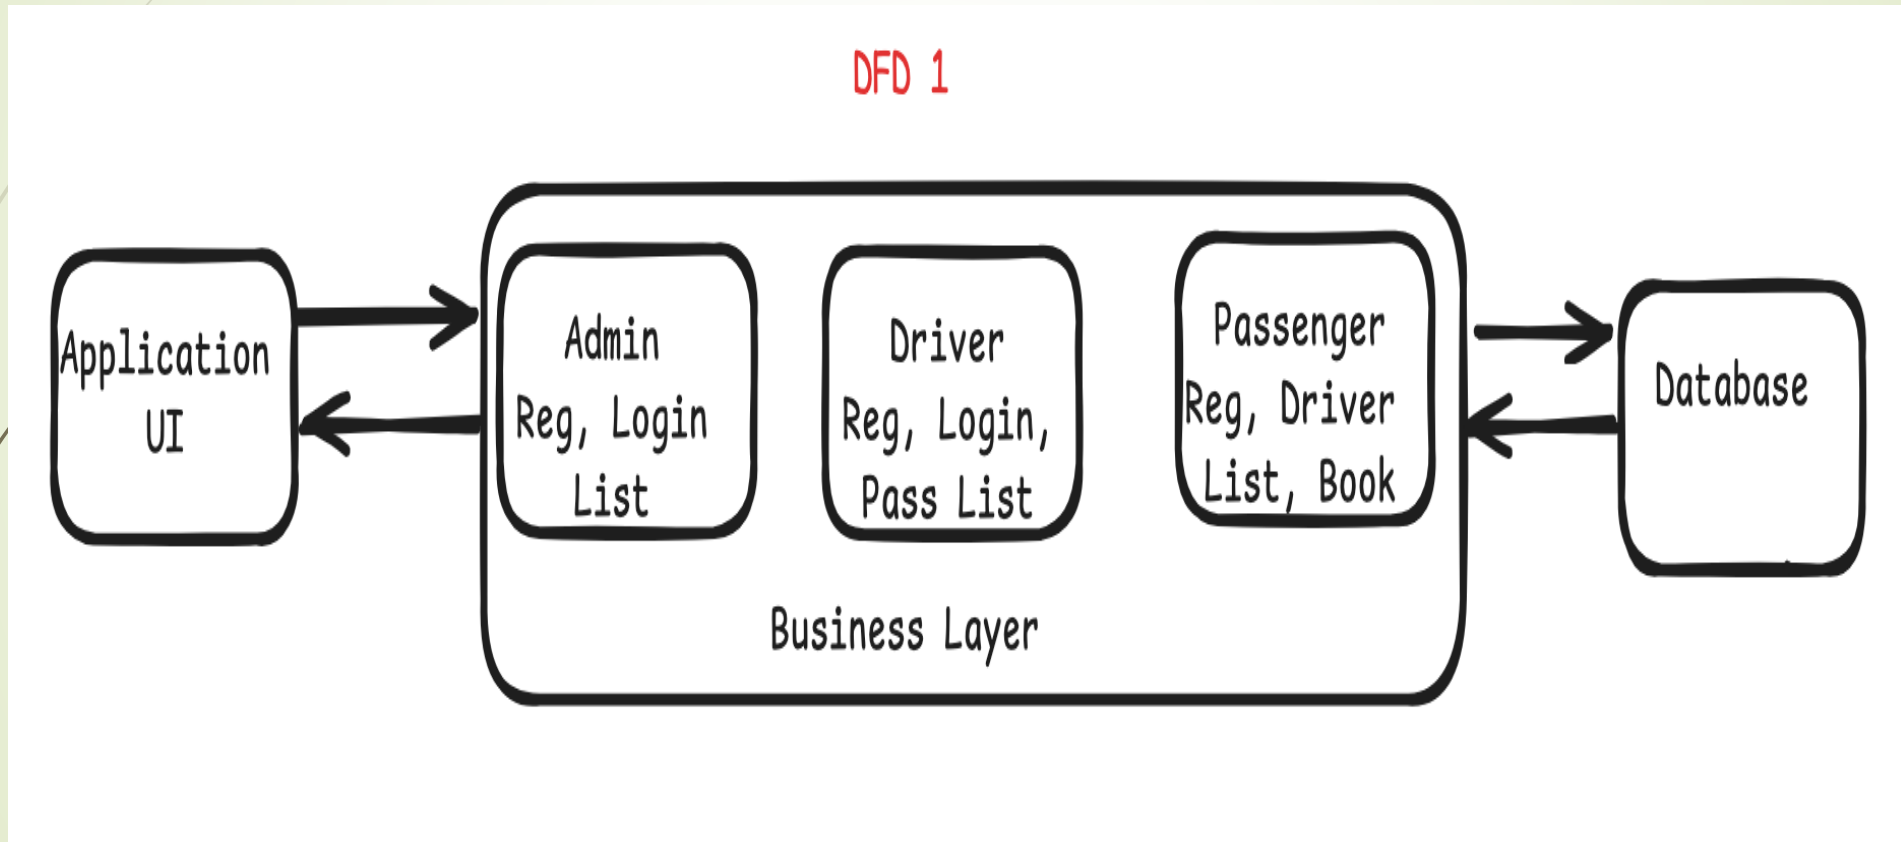 DFD 1
Application
UI
Admin
Reg, Login
List
Driver
Reg, Login,
Pass List
Passenger
Reg, Driver
List, Book
Business Layer
Database